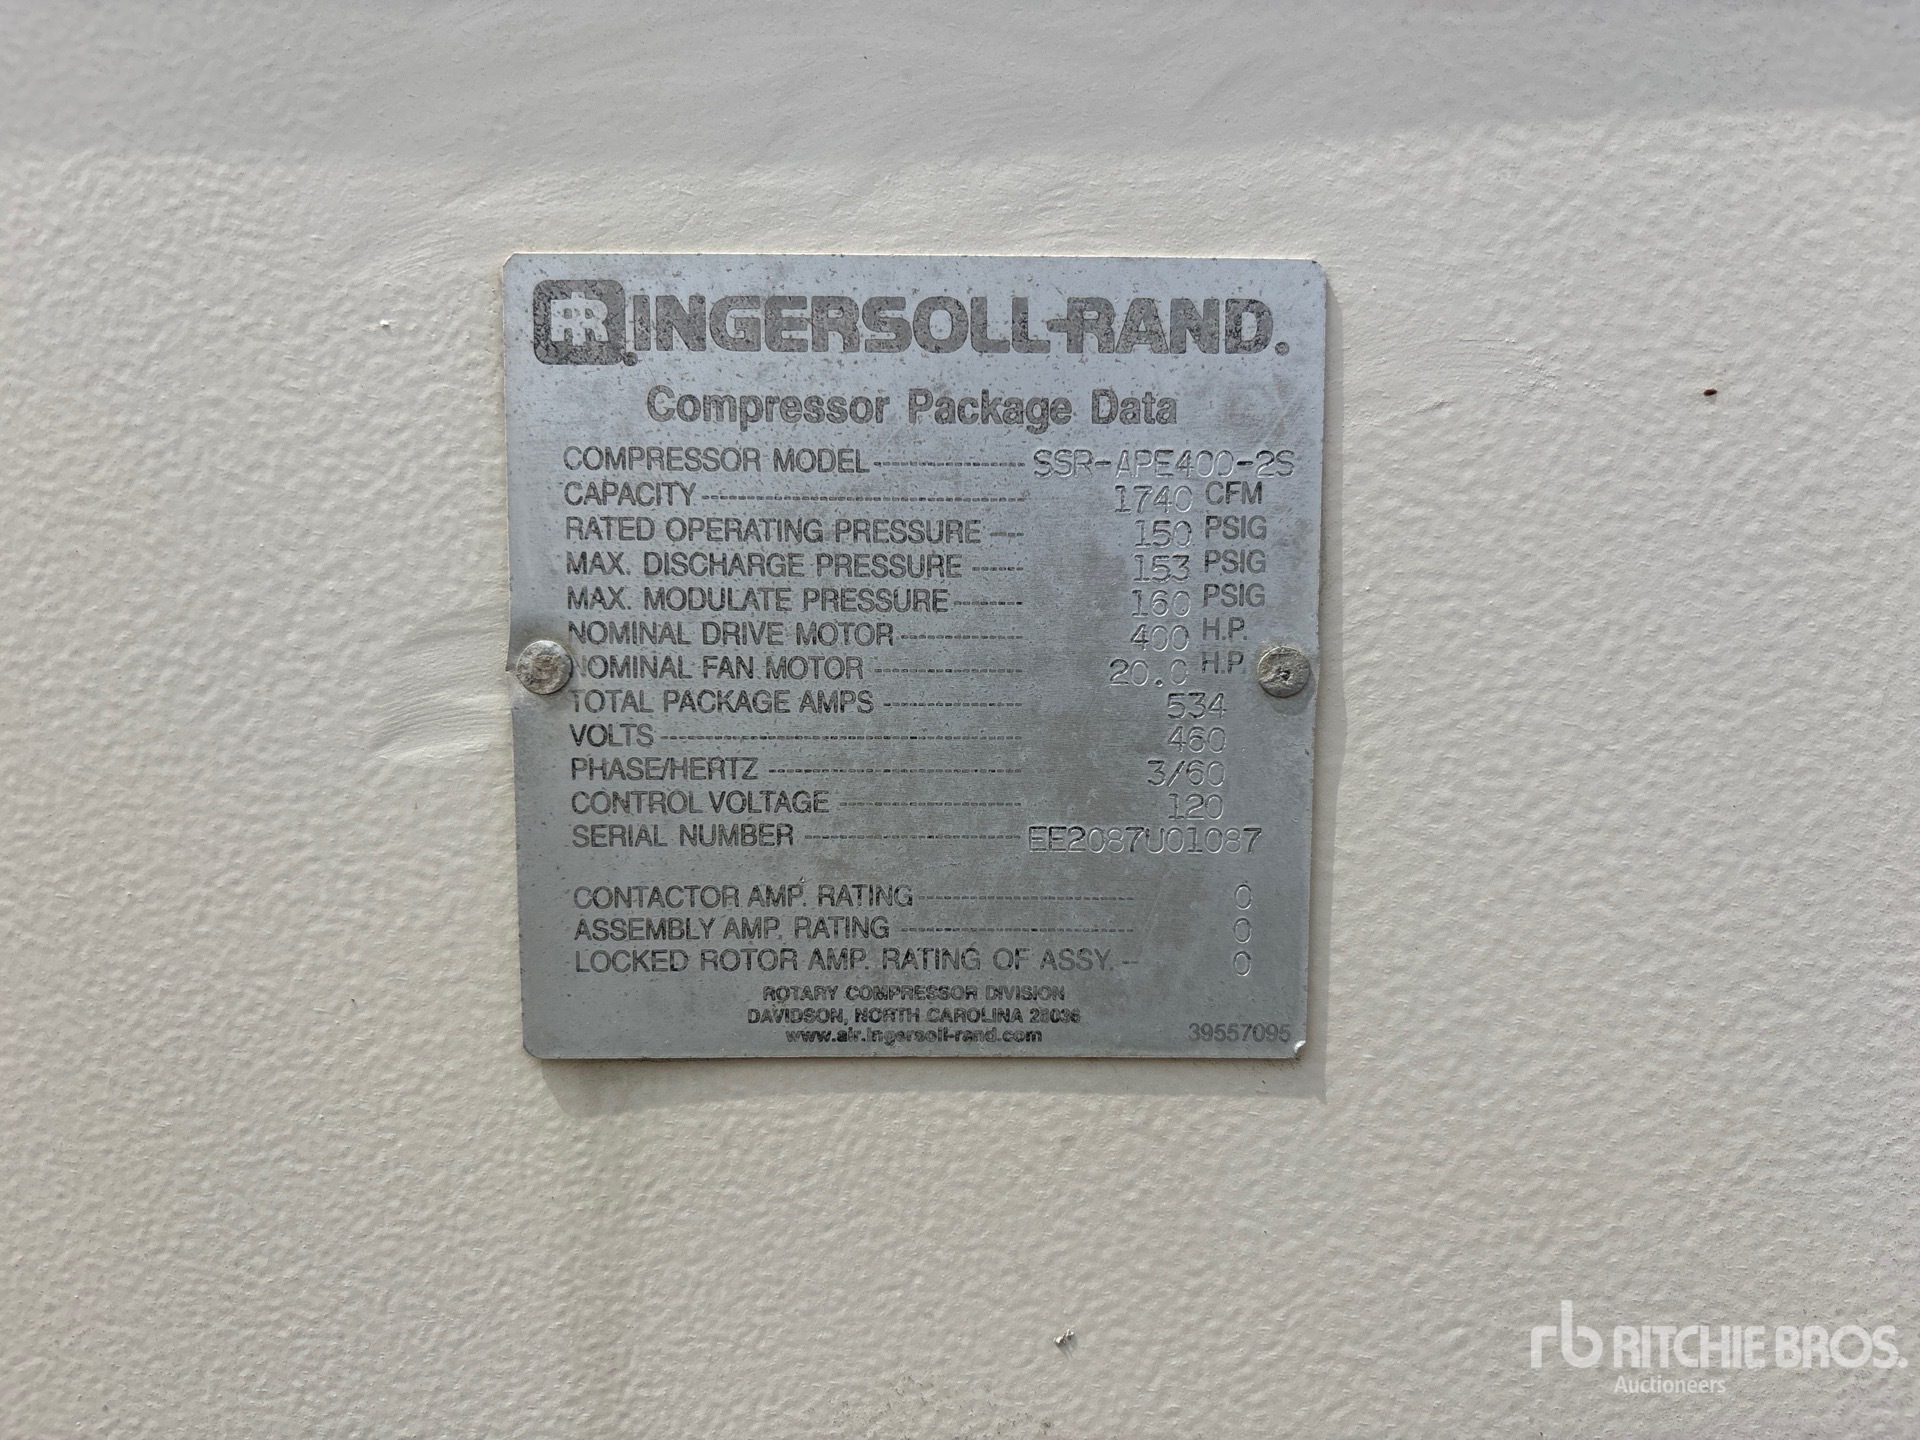 IR INGERSOLL-RAND®
Compressor Package Data
COMPRESSOR MODEL SSR-APE400-2S
CAPACITY 1740 CFM
RATED OPERATING PRESSURE 150 PSIG
MAX. DISCHARGE PRESSURE 153 PSIG
MAX. MODULATE PRESSURE 160 PSIG
NOMINAL DRIVE MOTOR 400 H.P.
NOMINAL FAN MOTOR 20.0 H.P.
TOTAL PACKAGE AMPS 534
VOLTS 460
PHASE/HERTZ 3/60
CONTROL VOLTAGE 120
SERIAL NUMBER EE2087U01087
CONTACTOR AMP. RATING 0
ASSEMBLY AMP. RATING 0
LOCKED ROTOR AMP. RATING OF ASSY. 0
ROTARY COMPRESSOR DIVISION
DAVIDSON, NORTH CAROLINA 28036
www.air.ingersoll-rand.com 39557095
rb RITCHIE BROS.
Auctioneers